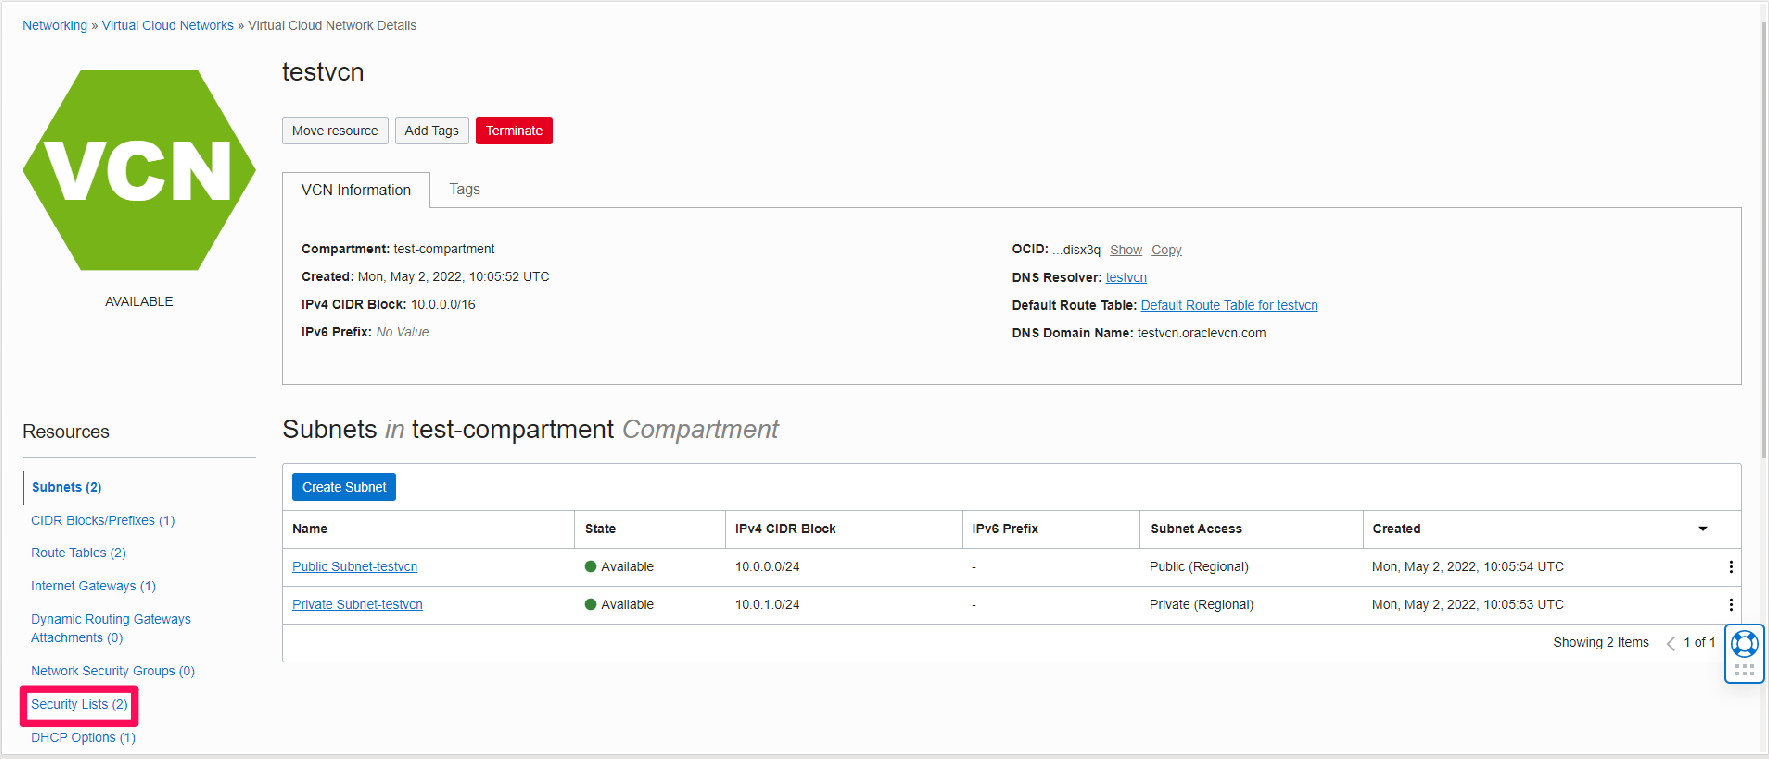 Networking » Virtual Cloud Networks » Virtual Cloud Network Details
VCN
AVAILABLE
testvcn
Move resource Add Tags Terminate
VCN Information Tags
Compartment: test-compartment
Created: Mon, May 2, 2022, 10:05:52 UTC
IPv4 CIDR Block: 10.0.0.0/16
IPv6 Prefix: No Value
OCID: ...disx3q Show Copy
DNS Resolver: testvcn
Default Route Table: Default Route Table for testvcn
DNS Domain Name: testvcn.oraclevcn.com
Resources
Subnets (2)
CIDR Blocks/Prefixes (1)
Route Tables (2)
Internet Gateways (1)
Dynamic Routing Gateways
Attachments (0)
Network Security Groups (0)
Security Lists (2)
DHCP Options (1)
Subnets in test-compartment Compartment
Create Subnet
Name State IPv4 CIDR Block IPv6 Prefix Subnet Access Created
Public Subnet-testvcn Available 10.0.0.0/24 - Public (Regional) Mon, May 2, 2022, 10:05:54 UTC
Private Subnet-testvcn Available 10.0.1.0/24 - Private (Regional) Mon, May 2, 2022, 10:05:53 UTC
Showing 2 Items 1 of 1